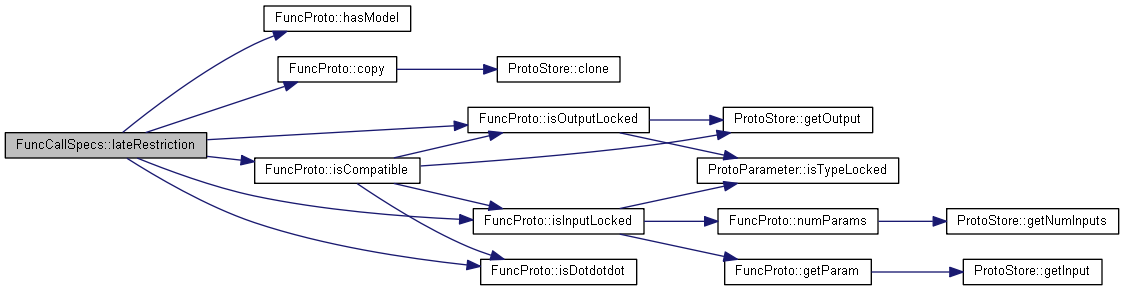 FuncProto::hasModel
FuncProto::copy
ProtoStore::clone
FuncProto::isOutputLocked
ProtoStore::getOutput
FuncCallSpecs::lateRestriction
FuncProto::isCompatible
ProtoParameter::isTypeLocked
FuncProto::isInputLocked
FuncProto::numParams
ProtoStore::getNumInputs
FuncProto::isDotdotdot
FuncProto::getParam
ProtoStore::getInput